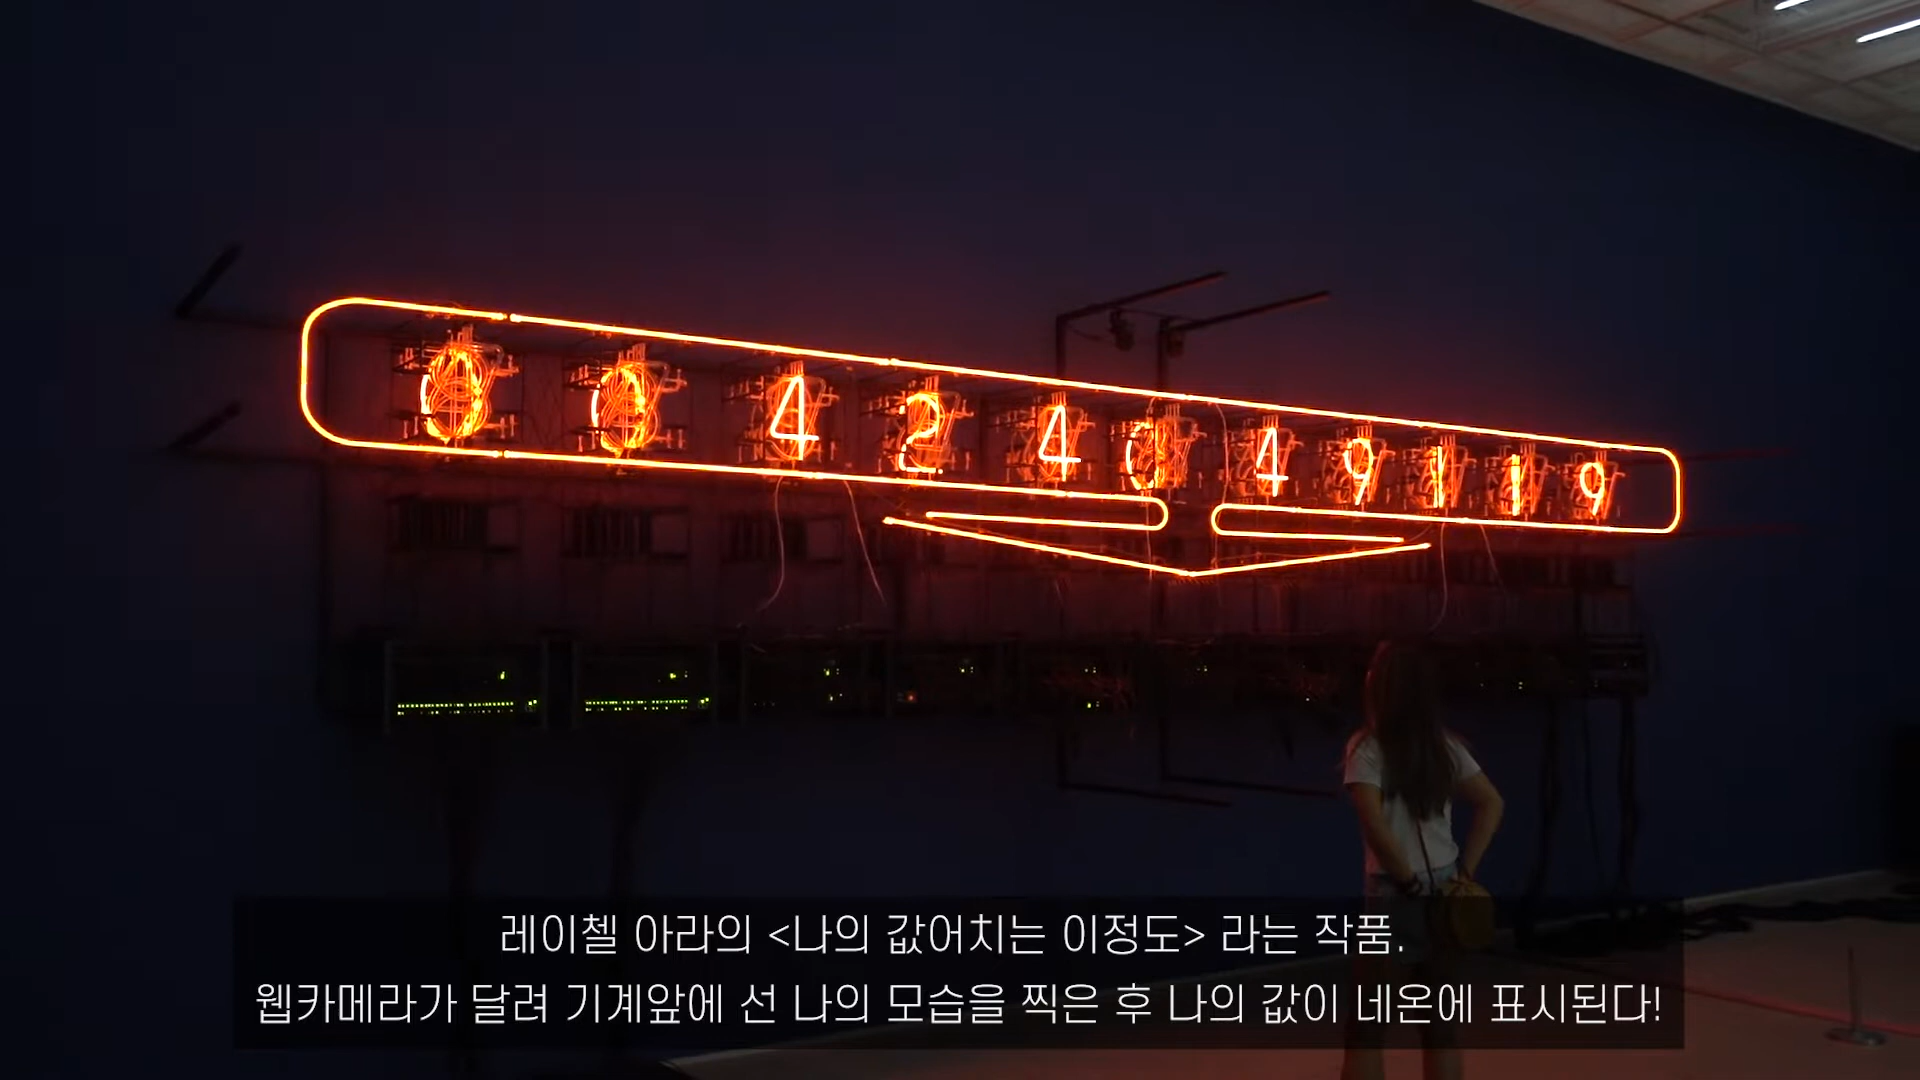 00424049119
레이첼 아라의 <나의 값어치는 이정도> 라는 작품.
웹카메라가 달려 기계앞에 선 나의 모습을 찍은 후 나의 값이 네온에 표시된다!